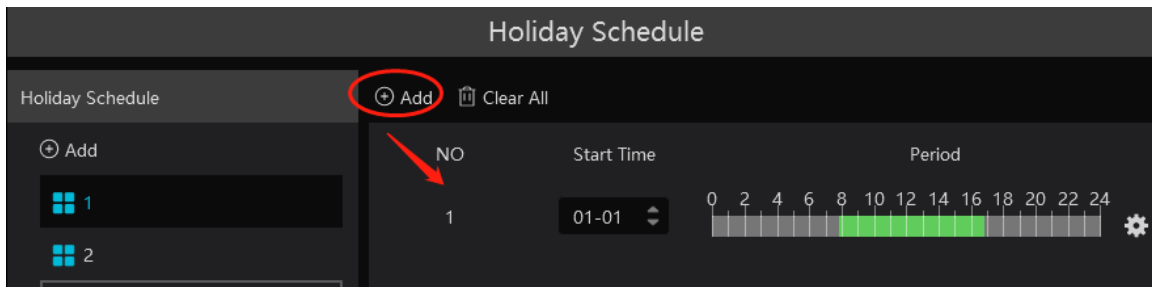 Holiday Schedule
Holiday Schedule
Add
Clear All
Add
NO
Start Time
Period
1
2
1
01-01
0 2 4 6 8 10 12 14 16 18 20 22 24